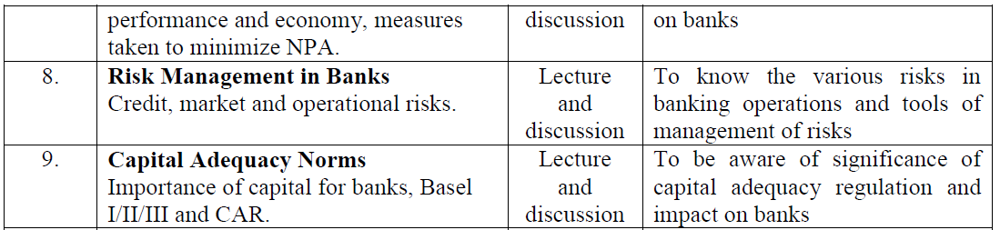 performance and economy, measures
taken to minimize NPA.
discussion
on banks
8.
Risk Management in Banks
Credit, market and operational risks.
Lecture
and
discussion
To know the various risks in
banking operations and tools of
management of risks
9.
Capital Adequacy Norms
Importance of capital for banks, Basel
I/II/III and CAR.
Lecture
and
discussion
To be aware of significance of
capital adequacy regulation and
impact on banks